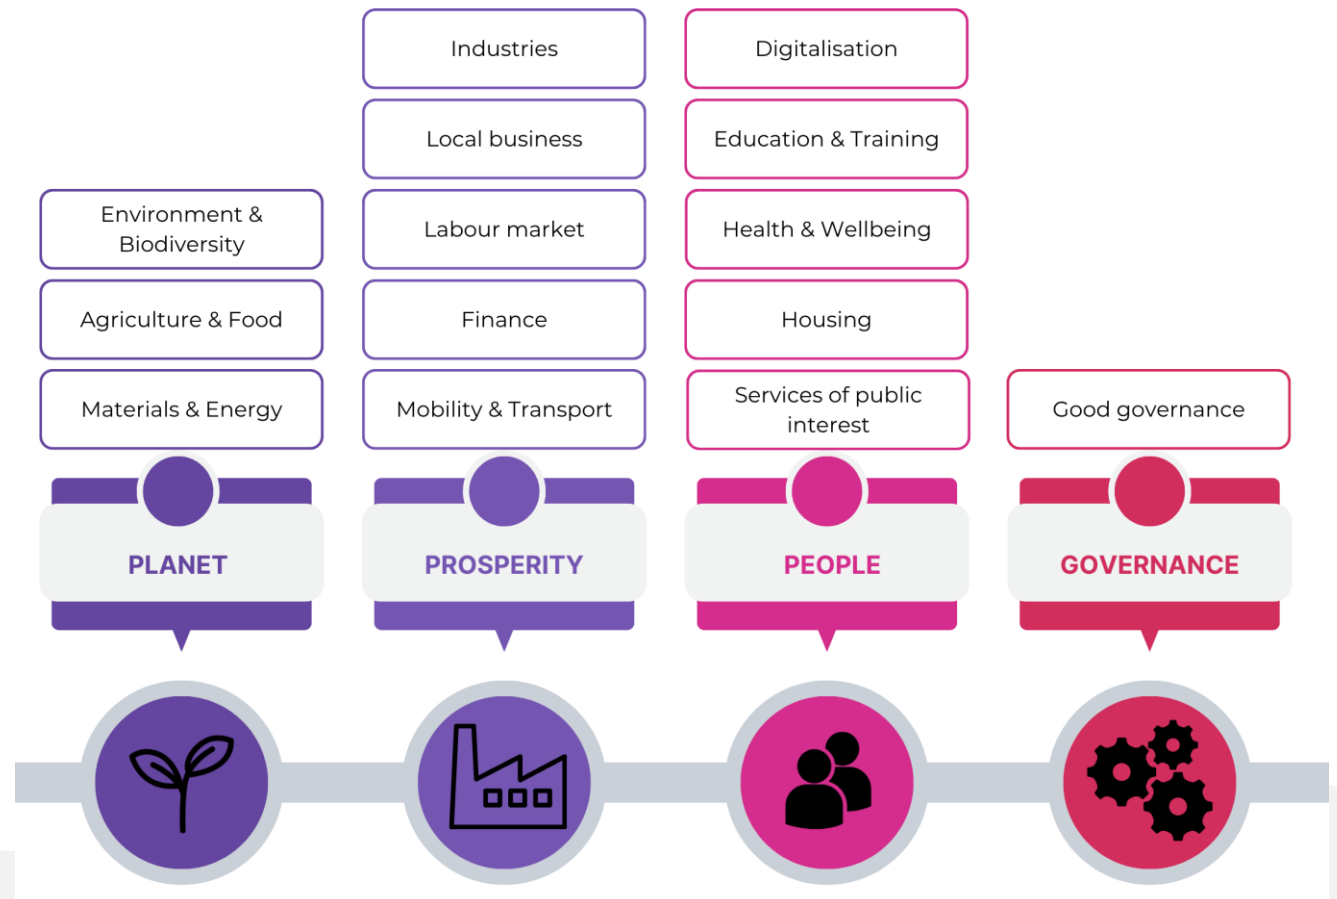 Industries
Local business
Labour market
Finance
Mobility & Transport
Digitalisation
Education & Training
Health & Wellbeing
Housing
Services of public
interest
Environment &
Biodiversity
Agriculture & Food
Materials & Energy
Good governance
PLANET
PROSPERITY
PEOPLE
GOVERNANCE